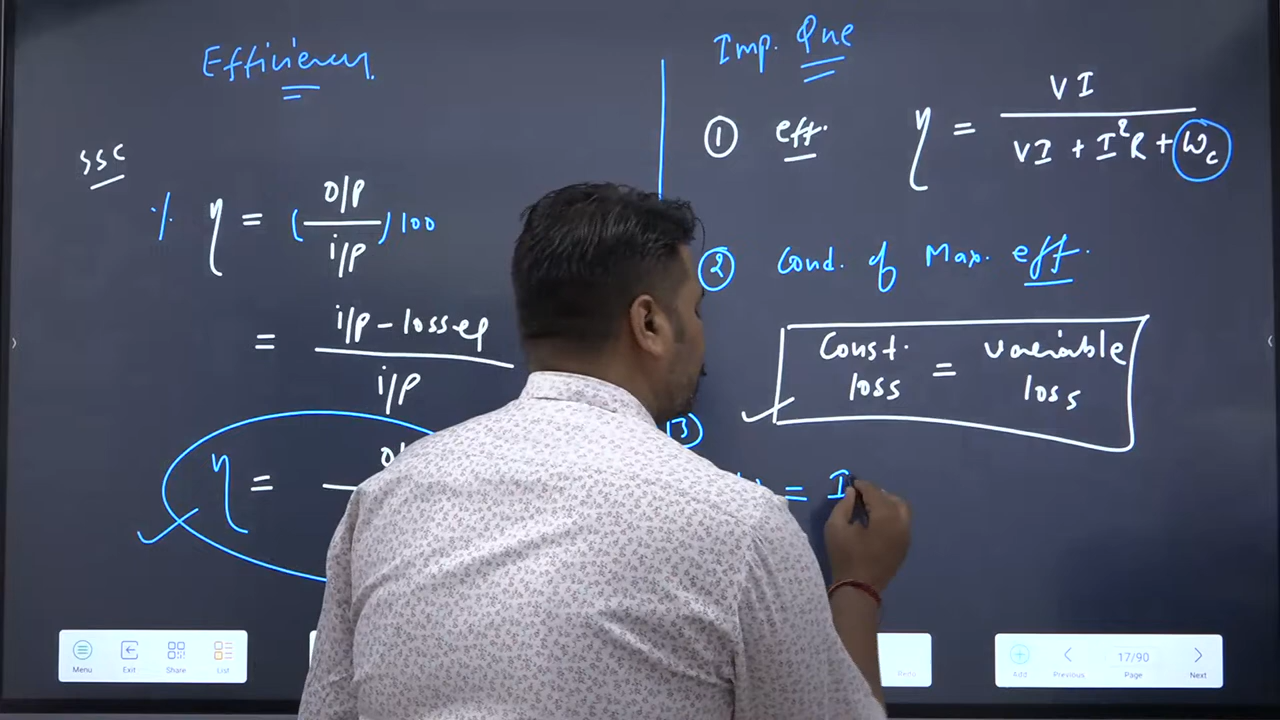 Efficiency
SSC
% η = (o/p / i/p) 100
= i/p - losses / i/p
η = o/
Imp. Que
① eff. η = VI / VI + I²R + Wc
② Cond. of Max. eff.
Const. loss = variable loss
③
= I
Menu Exit Share List
Add Previous 17/90 Page Next